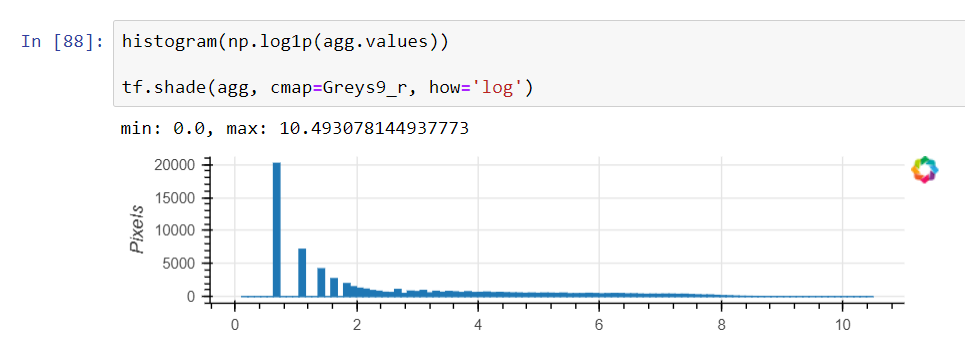 In [88]: histogram(np.log1p(agg.values))
tf.shade(agg, cmap=Greys9_r, how='log')
min: 0.0, max: 10.493078144937773
20000
15000
10000
5000
0
Pixels
0 2 4 6 8 10